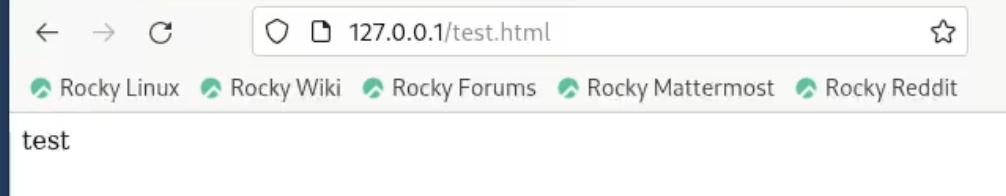 127.0.0.1/test.html
Rocky Linux Rocky Wiki Rocky Forums Rocky Mattermost Rocky Reddit
test